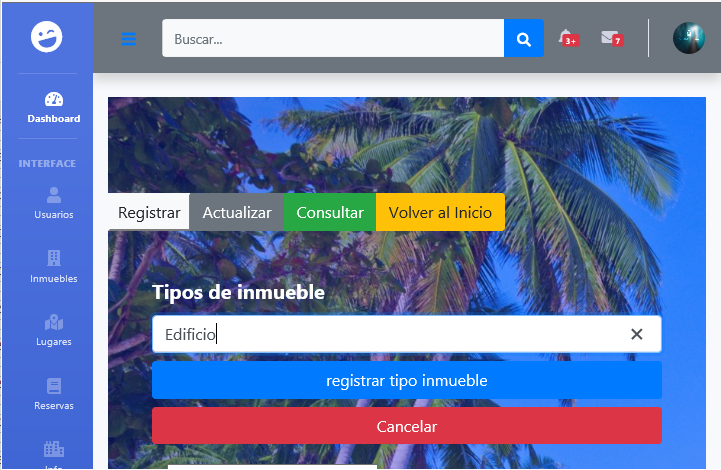 Buscar...
3+
7
Dashboard
INTERFACE
Usuarios
Inmuebles
Lugares
Reservas
Info
Registrar
Actualizar
Consultar
Volver al Inicio
Tipos de inmueble
Edificio
registrar tipo inmueble
Cancelar